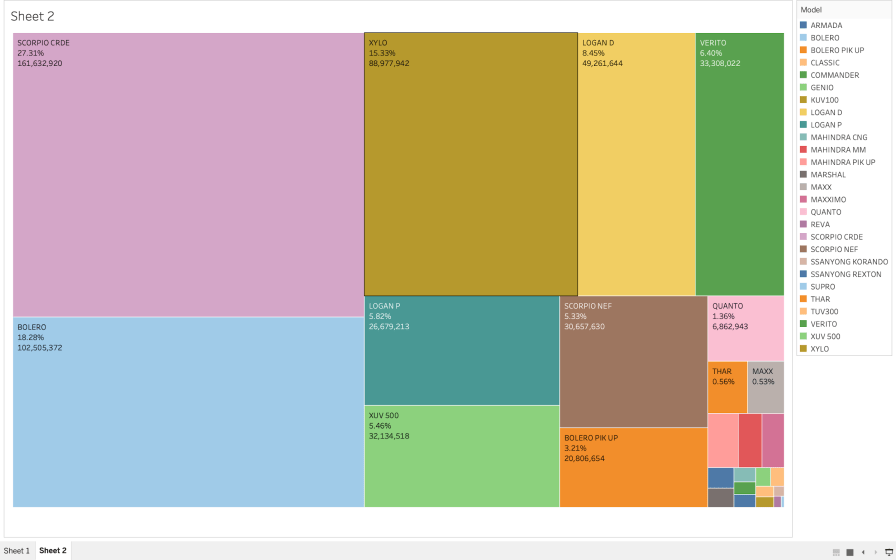 Sheet 2
SCORPIO CRDE
27.31%
161,632,920
XYLO
15.33%
88,977,942
LOGAN D
8.45%
49,261,644
VERITO
6.40%
33,308,022
BOLERO
18.28%
102,505,372
LOGAN P
5.82%
26,679,213
XUV 500
5.46%
32,134,518
SCORPIO NEF
5.33%
30,657,630
BOLERO PIK UP
3.21%
20,806,654
QUANTO
1.36%
6,862,943
THAR
0.56%
MAXX
0.53%
Model
ARMADA
BOLERO
BOLERO PIK UP
CLASSIC
COMMANDER
GENIO
KUV100
LOGAN D
LOGAN P
MAHINDRA CNG
MAHINDRA MM
MAHINDRA PIK UP
MARSHAL
MAXX
MAXXIMO
QUANTO
REVA
SCORPIO CRDE
SCORPIO NEF
SSANYONG KORANDO
SSANYONG REXTON
SUPRO
THAR
TUV300
VERITO
XUV 500
XYLO
Sheet 1 Sheet 2